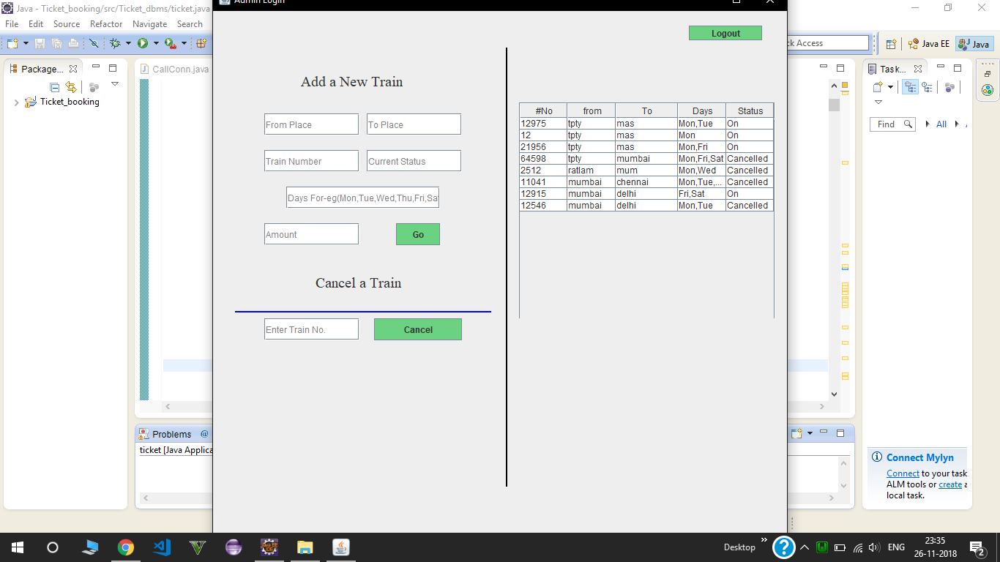 Java - Ticket_booking/src/Ticket_dbms/ticket.java
Admin Login
File Edit Source Refactor Navigate Search
Logout
Access
Java EE
Java
Package...
CallConn.java
Task...
Ticket_booking
Find
All
Add a New Train
From Place To Place
Train Number Current Status
Days For-eg(Mon,Tue,Wed,Thu,Fri,Sa
Amount Go
Cancel a Train
Enter Train No. Cancel
#No from To Days Status
12975 tpty mas Mon,Tue On
12 tpty mas Mon On
21956 tpty mas Mon,Fri On
64598 tpty mumbai Mon,Fri,Sat Cancelled
2512 ratlam mum Mon,Wed Cancelled
11041 mumbai chennai Mon,Tue,... Cancelled
12915 mumbai delhi Fri,Sat On
12546 mumbai delhi Mon,Tue Cancelled
Problems @
ticket [Java Applica
Connect Mylyn
Connect to your task
ALM tools or create a
local task.
Desktop
ENG
23:35
26-11-2018
2